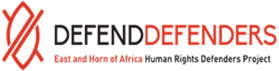 DEFENDDEFENDERS
East and Horn of Africa Human Rights Defenders Project